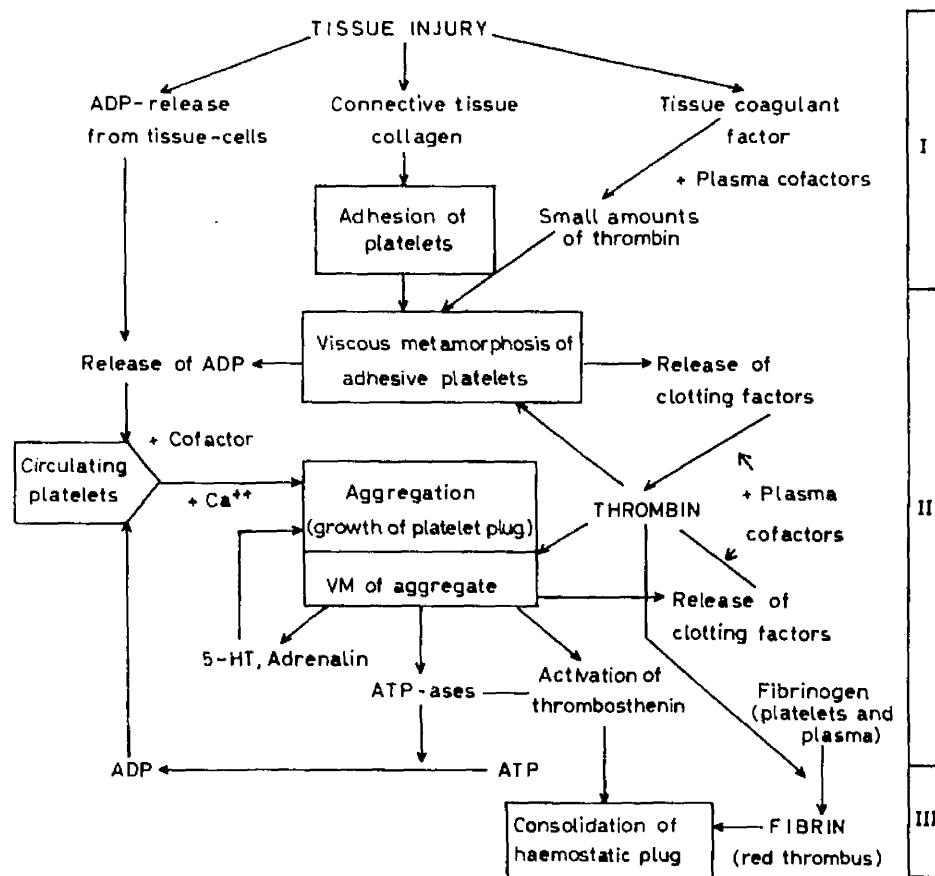 TISSUE INJURY
ADP-release
from tissue-cells
Connective tissue
collagen
Tissue coagulant
factor
+ Plasma cofactors
I
Adhesion of
platelets
Small amounts
of thrombin
Viscous metamorphosis of
adhesive platelets
Release of ADP
Release of
clotting factors
+ Cofactor
Circulating
platelets
+ Ca++
Aggregation
(growth of platelet plug)
THROMBIN
+ Plasma
cofactors
II
VM of aggregate
Release of
clotting factors
5-HT, Adrenalin
ATP-ases
Activation of
thrombosthenin
Fibrinogen
(platelets and
plasma)
ADP
ATP
Consolidation of
haemostatic plug
FIBRIN
(red thrombus)
III